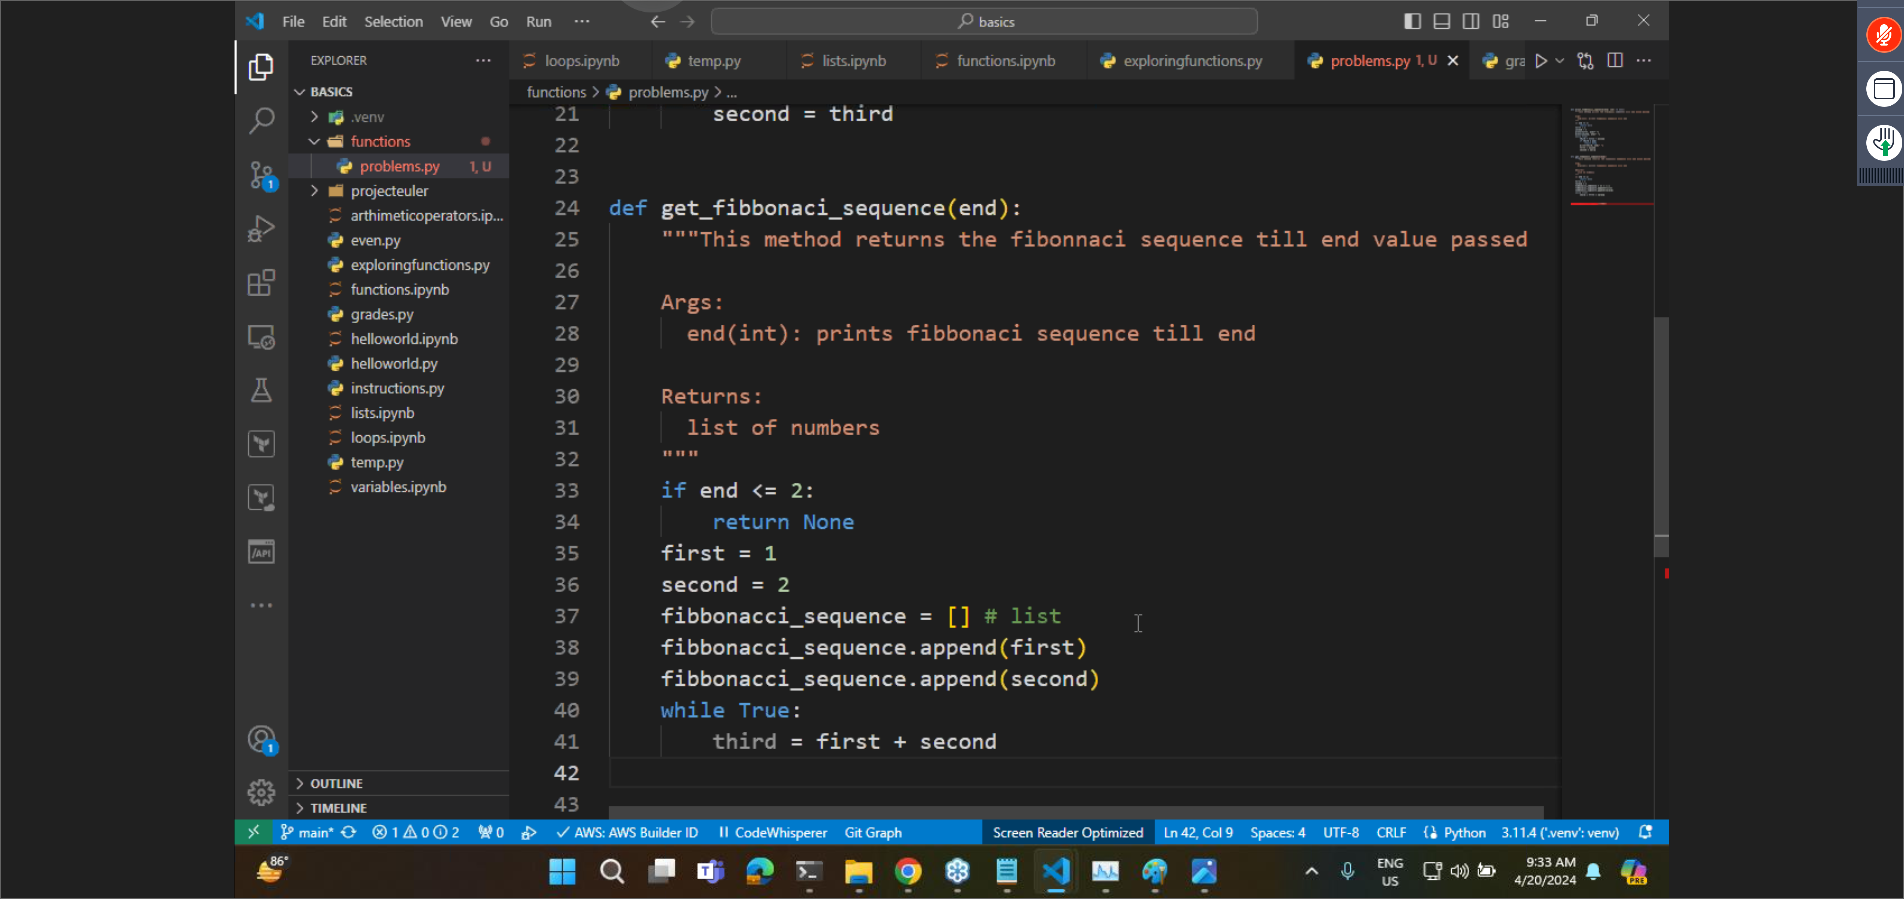 File Edit Selection View Go Run ...
basics
EXPLORER
BASICS
.venv
functions
problems.py 1, U
projecteuler
arthimeticoperators.ip...
even.py
exploringfunctions.py
functions.ipynb
grades.py
helloworld.ipynb
helloworld.py
instructions.py
lists.ipynb
loops.ipynb
temp.py
variables.ipynb
OUTLINE
TIMELINE
loops.ipynb temp.py lists.ipynb functions.ipynb exploringfunctions.py problems.py 1, U gra
functions > problems.py > ...
21 second = third
22
23
24 def get_fibbonaci_sequence(end):
25 """This method returns the fibonnaci sequence till end value passed
26
27 Args:
28 end(int): prints fibbonaci sequence till end
29
30 Returns:
31 list of numbers
32 """
33 if end <= 2:
34 return None
35 first = 1
36 second = 2
37 fibbonacci_sequence = [] # list
38 fibbonacci_sequence.append(first)
39 fibbonacci_sequence.append(second)
40 while True:
41 third = first + second
42
43
1
1
/API
main* 1 0 2 0 AWS: AWS Builder ID CodeWhisperer Git Graph Screen Reader Optimized Ln 42, Col 9 Spaces: 4 UTF-8 CRLF Python 3.11.4 ('.venv': venv)
86°
ENG
US
9:33 AM
4/20/2024
PRE